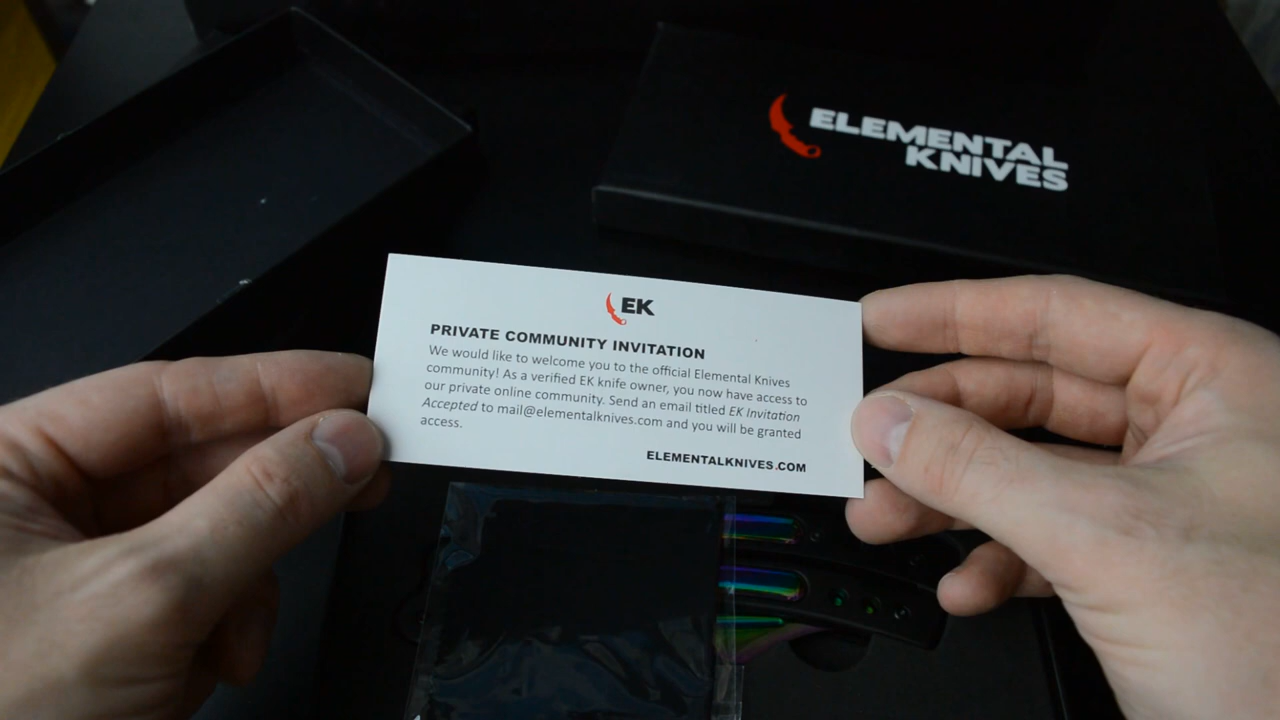 ELEMENTAL
KNIVES
EK
PRIVATE COMMUNITY INVITATION
We would like to welcome you to the official Elemental Knives
community! As a verified EK knife owner, you now have access to
our private online community. Send an email titled EK Invitation
Accepted to mail@elementalknives.com and you will be granted
access.
ELEMENTALKNIVES.COM